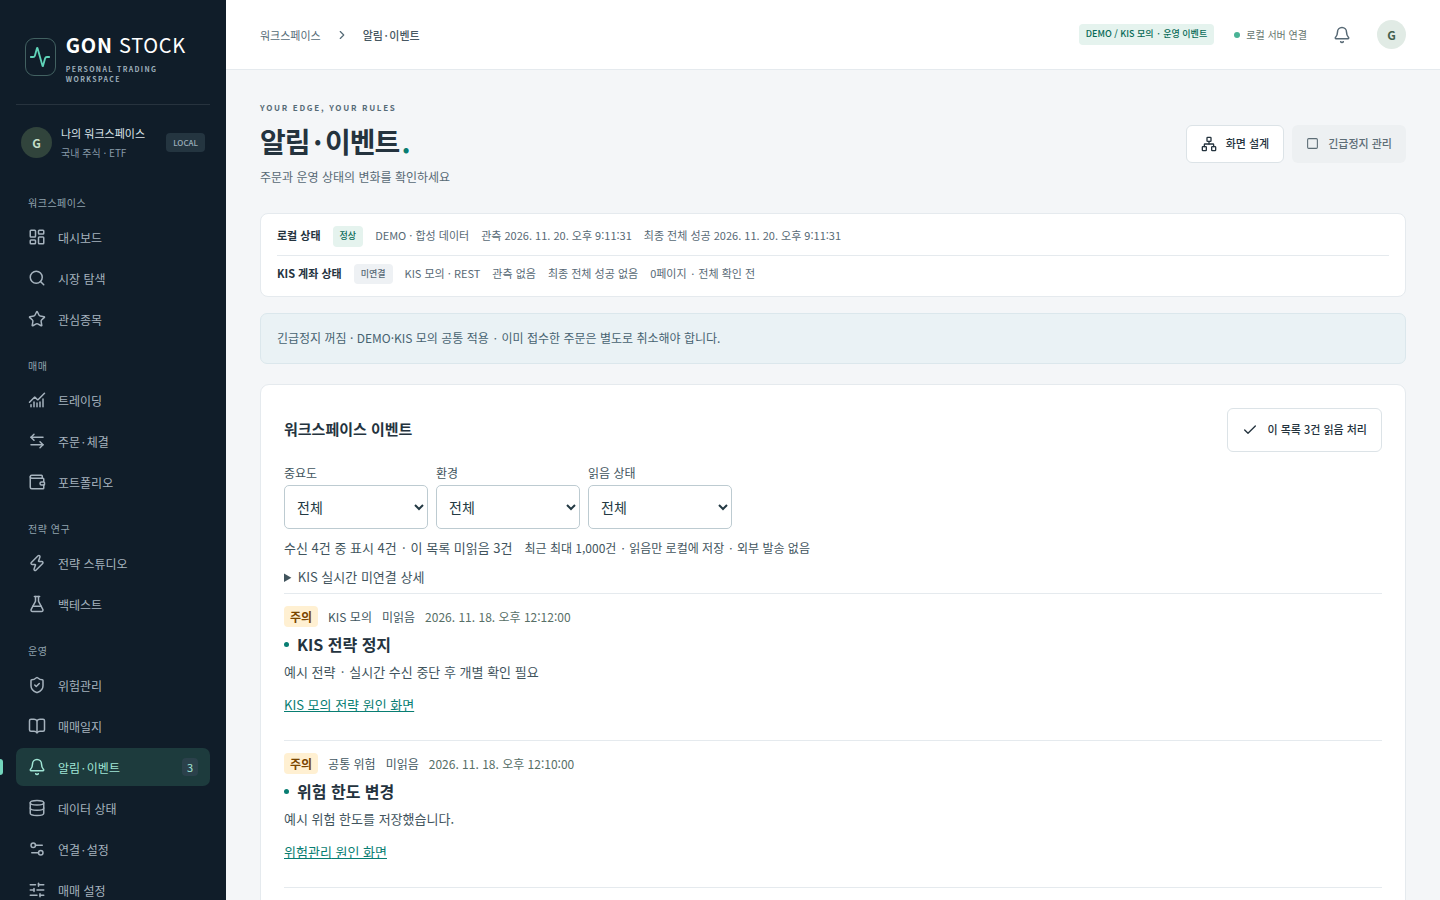 GON STOCK
PERSONAL TRADING
WORKSPACE
G
나의 워크스페이스
국내 주식 · ETF
LOCAL
워크스페이스
대시보드
시장 탐색
관심종목
매매
트레이딩
주문·체결
포트폴리오
전략 연구
전략 스튜디오
백테스트
운영
위험관리
매매일지
알림·이벤트
3
데이터 상태
연결·설정
매매 설정
워크스페이스 > 알림·이벤트
DEMO / KIS 모의 · 운영 이벤트
로컬 서버 연결
G
YOUR EDGE, YOUR RULES
알림·이벤트.
주문과 운영 상태의 변화를 확인하세요
화면 설계
긴급정지 관리
로컬 상태 정상 DEMO · 합성 데이터 관측 2026. 11. 20. 오후 9:11:31 최종 전체 성공 2026. 11. 20. 오후 9:11:31
KIS 계좌 상태 미연결 KIS 모의 · REST 관측 없음 최종 전체 성공 없음 0페이지 · 전체 확인 전
긴급정지 꺼짐 · DEMO·KIS 모의 공통 적용 · 이미 접수한 주문은 별도로 취소해야 합니다.
워크스페이스 이벤트
이 목록 3건 읽음 처리
중요도 환경 읽음 상태
전체 전체 전체
수신 4건 중 표시 4건 · 이 목록 미읽음 3건 최근 최대 1,000건 · 읽음만 로컬에 저장 · 외부 발송 없음
▶ KIS 실시간 미연결 상세
주의 KIS 모의 미읽음 2026. 11. 18. 오후 12:12:00
• KIS 전략 정지
예시 전략 · 실시간 수신 중단 후 개별 확인 필요
KIS 모의 전략 원인 화면
주의 공통 위험 미읽음 2026. 11. 18. 오후 12:10:00
• 위험 한도 변경
예시 위험 한도를 저장했습니다.
위험관리 원인 화면